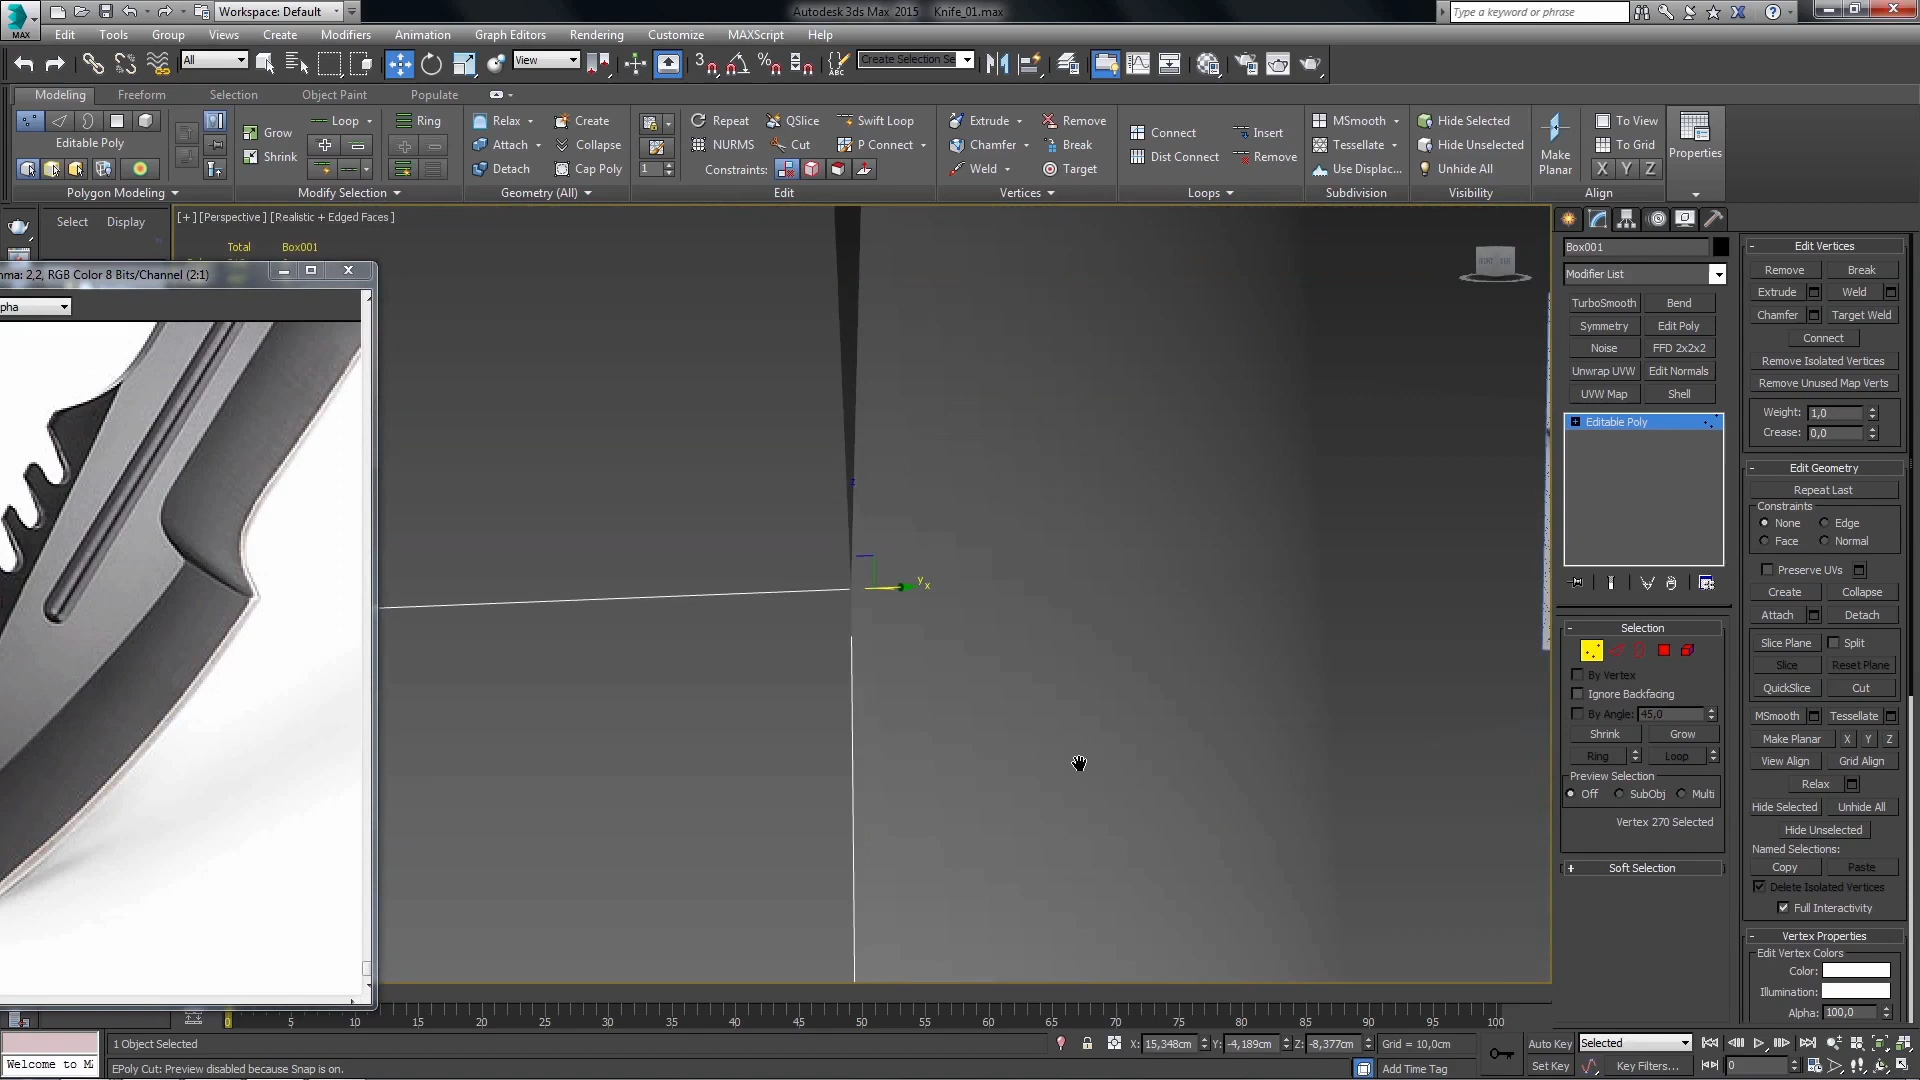 Workspace: Default
Autodesk 3ds Max 2015 Knife_01.max
Type a keyword or phrase
MAX
Edit Tools Group Views Create Modifiers Animation Graph Editors Rendering Customize MAXScript Help
All View 3 ABC Create Selection Se
Modeling Freeform Selection Object Paint Populate
Loop Ring Relax Create Repeat QSlice Swift Loop Extrude Remove MSmooth Hide Selected To View
Grow Connect Insert
Editable Poly Attach Collapse NURMS Cut P Connect Chamfer Break Tessellate Hide Unselected To Grid Make Planar Properties
Shrink Dist Connect Remove
Detach Cap Poly 1 Constraints: Weld Target Use Displac... Unhide All X Y Z
Polygon Modeling Modify Selection Geometry (All) Edit Vertices Loops Subdivision Visibility Align
Select Display
[+] [Perspective] [Realistic + Edged Faces]
Total Box001
mma: 2,2, RGB Color 8 Bits/Channel (2:1)
pha
z
y
x
Box001
Modifier List
TurboSmooth Bend
Symmetry Edit Poly
Noise FFD 2x2x2
Unwrap UVW Edit Normals
UVW Map Shell
Editable Poly
Selection
By Vertex
Ignore Backfacing
By Angle: 45,0
Shrink Grow
Ring Loop
Preview Selection
Off SubObj Multi
Vertex 270 Selected
Soft Selection
Edit Vertices
Remove Break
Extrude Weld
Chamfer Target Weld
Connect
Remove Isolated Vertices
Remove Unused Map Verts
Weight: 1,0
Crease: 0,0
Edit Geometry
Repeat Last
Constraints
None Edge
Face Normal
Preserve UVs
Create Collapse
Attach Detach
Slice Plane Split
Slice Reset Plane
QuickSlice Cut
MSmooth Tessellate
Make Planar X Y Z
View Align Grid Align
Relax
Hide Selected Unhide All
Hide Unselected
Named Selections:
Copy Paste
Delete Isolated Vertices
Full Interactivity
Vertex Properties
Edit Vertex Colors
Color:
Illumination:
Alpha: 100,0
0 5 10 15 20 25 30 35 40 45 50 55 60 65 70 75 80 85 90 95 100
1 Object Selected X: 15,348cm Y: -4,189cm Z: -8,377cm Grid = 10,0cm Auto Key Selected
Welcome to M EPoly Cut: Preview disabled because Snap is on. Add Time Tag Set Key Key Filters... 0